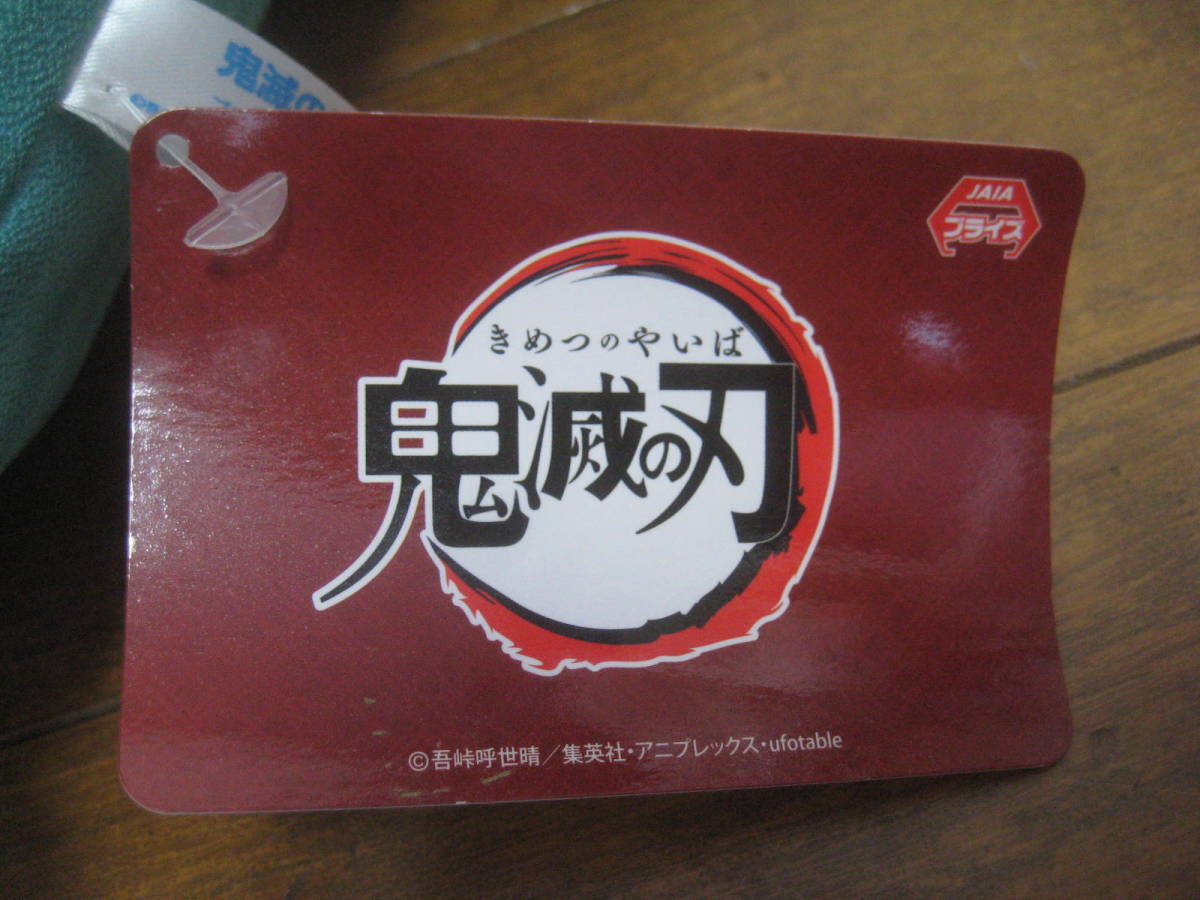 鬼滅の
JAIA
プライズ
きめつのやいば
鬼滅の刃
©吾峠呼世晴／集英社・アニプレックス・ufotable